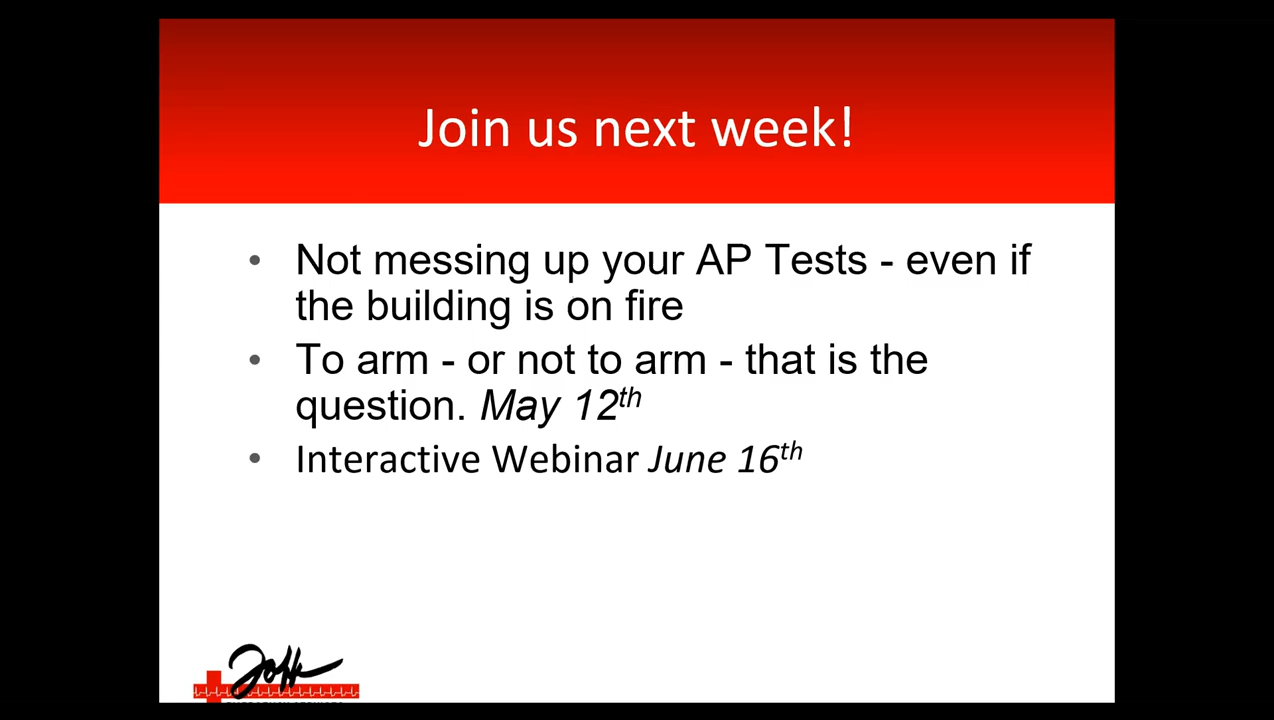 Join us next week!
• Not messing up your AP Tests - even if
the building is on fire
• To arm - or not to arm - that is the
question. May 12th
• Interactive Webinar June 16th
Joffe